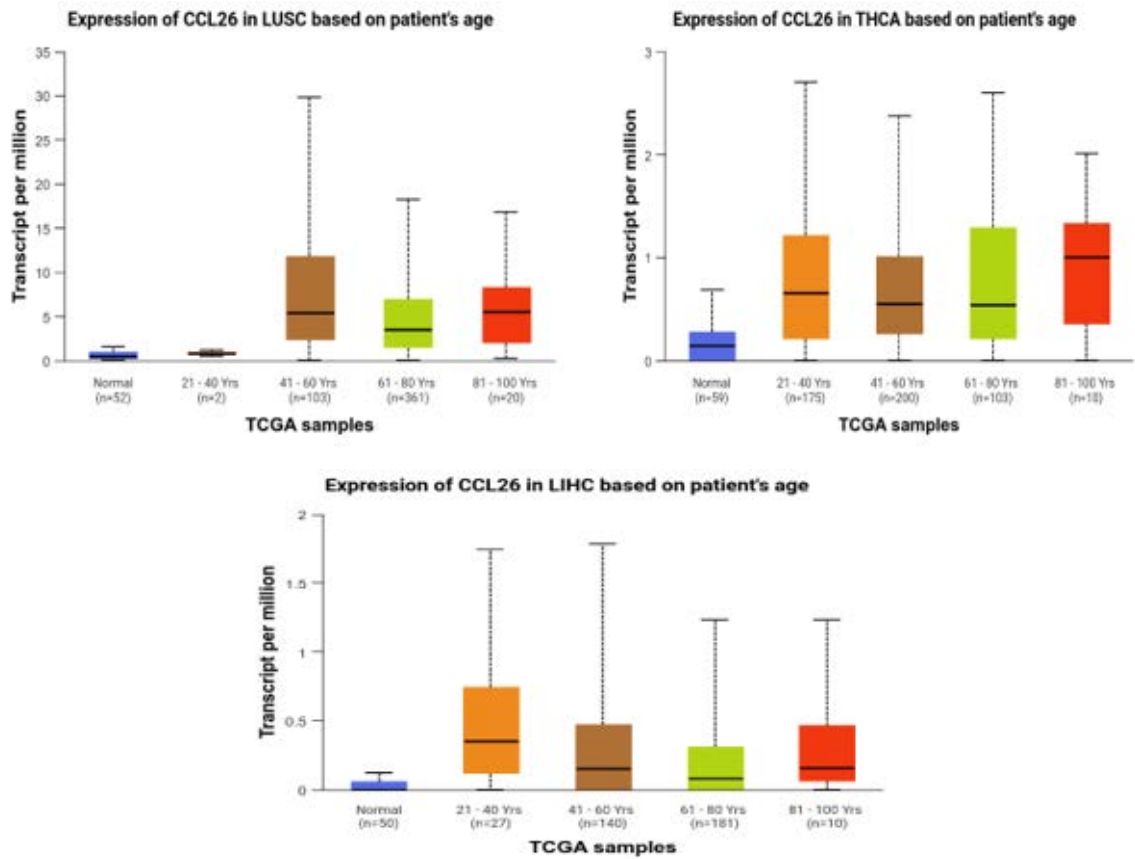 Expression of CCL26 in LUSC based on patient's age
35
30
25
20
15
10
5
0
Transcript per million
Normal 21 - 40 Yrs 41 - 60 Yrs 61 - 80 Yrs 81 - 100 Yrs
(n=52) (n=2) (n=103) (n=361) (n=20)
TCGA samples
Expression of CCL26 in THCA based on patient's age
3
2
1
0
Transcript per million
Normal 21 - 40 Yrs 41 - 60 Yrs 61 - 80 Yrs 81 - 100 Yrs
(n=59) (n=175) (n=200) (n=103) (n=18)
TCGA samples
Expression of CCL26 in LIHC based on patient's age
2
1.5
1
0.5
0
Transcript per million
Normal 21 - 40 Yrs 41 - 60 Yrs 61 - 80 Yrs 81 - 100 Yrs
(n=50) (n=27) (n=140) (n=181) (n=10)
TCGA samples